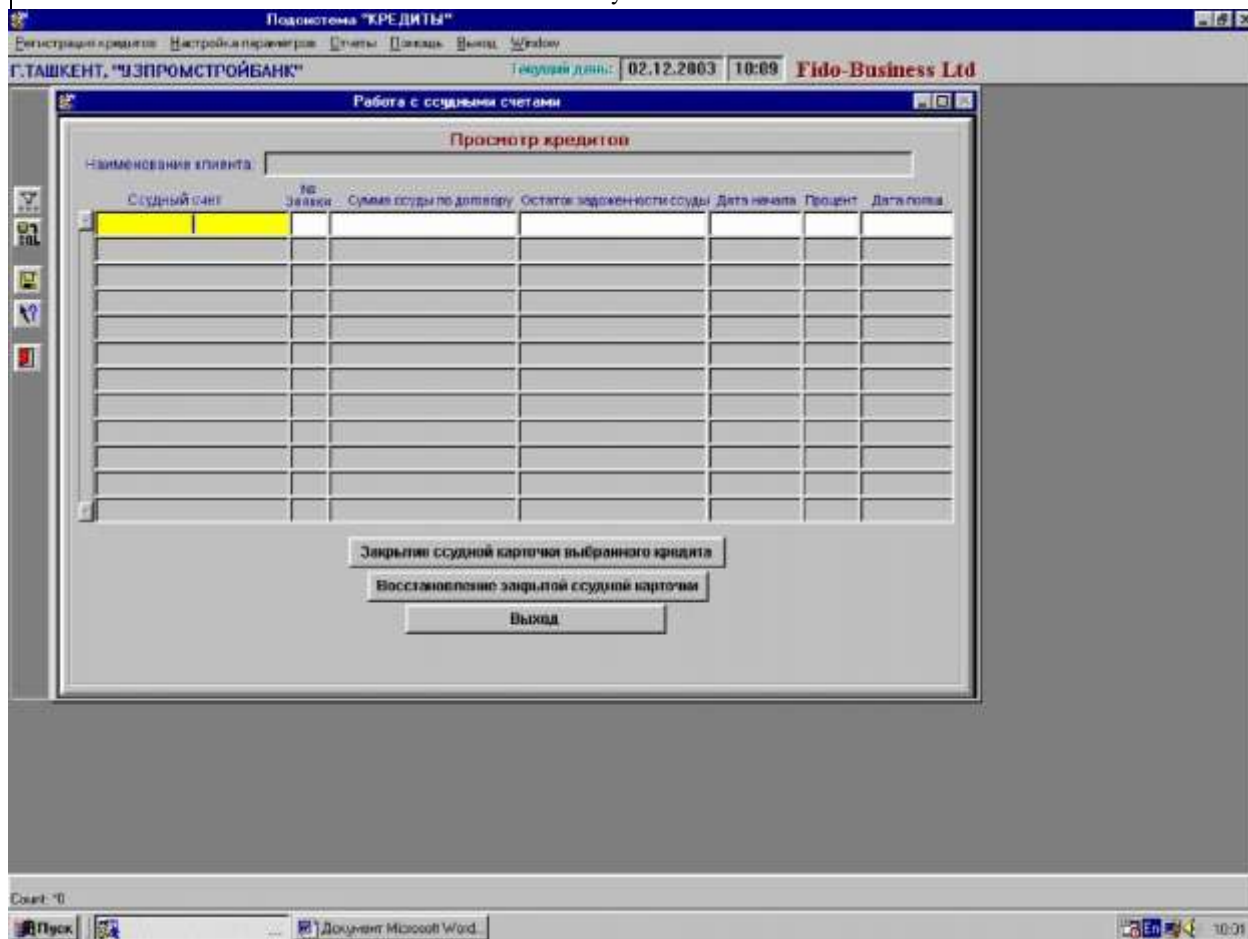 Подсистема "КРЕДИТЫ"
Регистрация кредитов Настройка параметров Отчеты Помощь Выход Window
Г.ТАШКЕНТ, "УЗПРОМСТРОЙБАНК" Текущий день: 02.12.2003 10:09 Fido-Business Ltd
Работа с ссудными счетами
Просмотр кредитов
Наименование клиента
Ссудный счет № Заявки Сумма ссуды по договору Остаток задолженности ссуды Дата начала Процент Дата
Закрытие ссудной карточки выбранного кредита
Восстановление закрытой ссудной карточки
Выход
Count: *0
Пуск ... Документ Microsoft Word... En 10:01